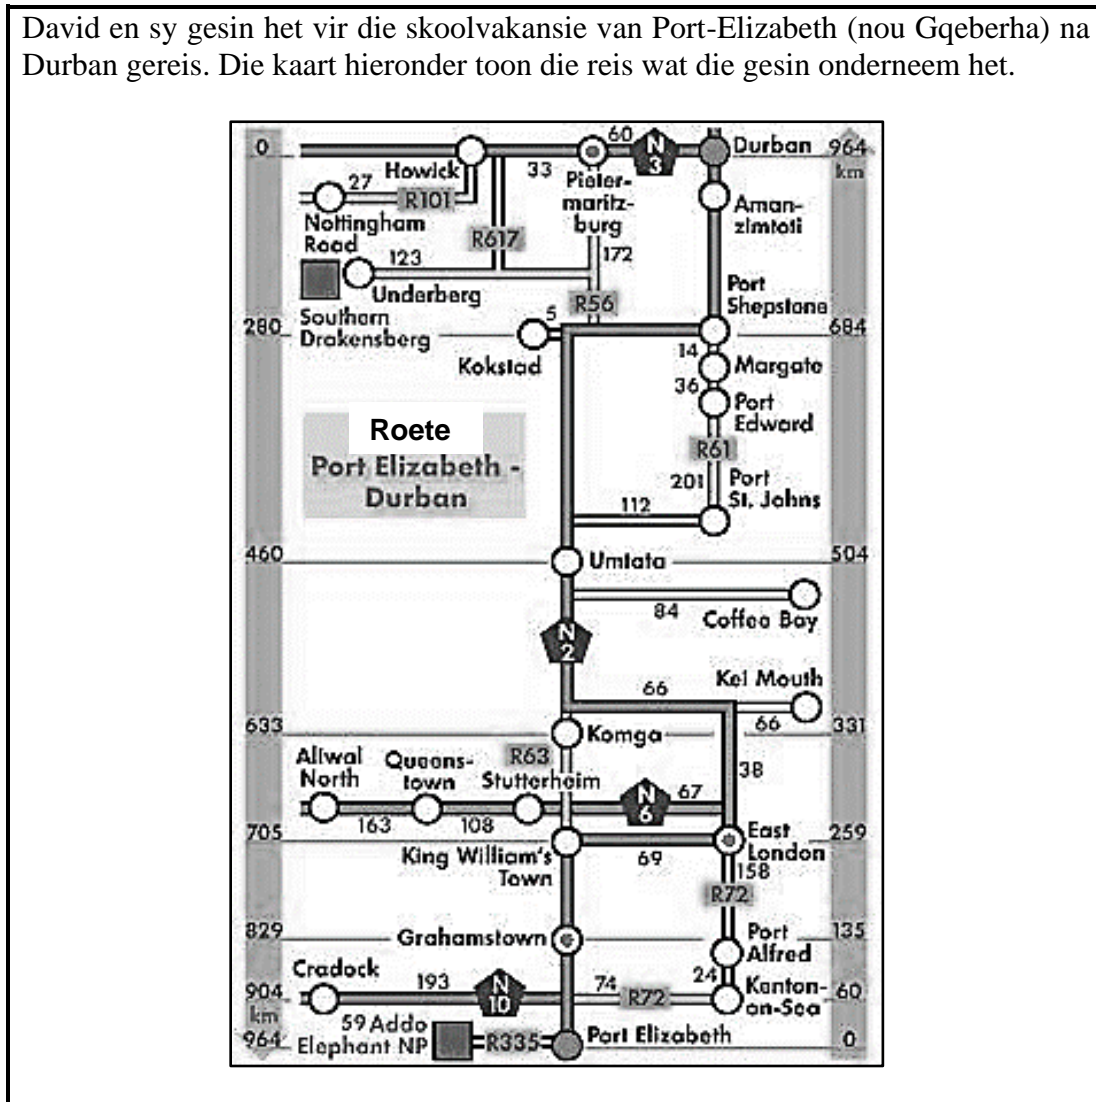 David en sy gesin het vir die skoolvakansie van Port-Elizabeth (nou Gqeberha) na
Durban gereis. Die kaart hieronder toon die reis wat die gesin onderneem het.
0
60
N
3
Durban
964
km
Howick
33
Pieter-
maritz-
burg
27
R101
Aman-
zimtoti
Nottingham
Road
R617
123
172
Underberg
Port
Shepstone
R56
5
Southern
Drakensberg
280
684
Kokstad
14
Margate
36
Port
Edward
Roete
Port Elizabeth -
Durban
R61
201
Port
St. Johns
112
460
Umtata
504
84
Coffee Bay
N
2
Kei Mouth
66
66
633
Komga
331
R63
Aliwal
North
Queens-
town
Stutterheim
38
N
6
67
163
108
705
King William's
Town
69
East
London
259
158
R72
829
Grahamstown
Port
Alfred
135
Cradock
193
N
10
74
R72
24
Kenton-
on-Sea
904
km
60
59 Addo
Elephant NP
R335
Port Elizabeth
964
0